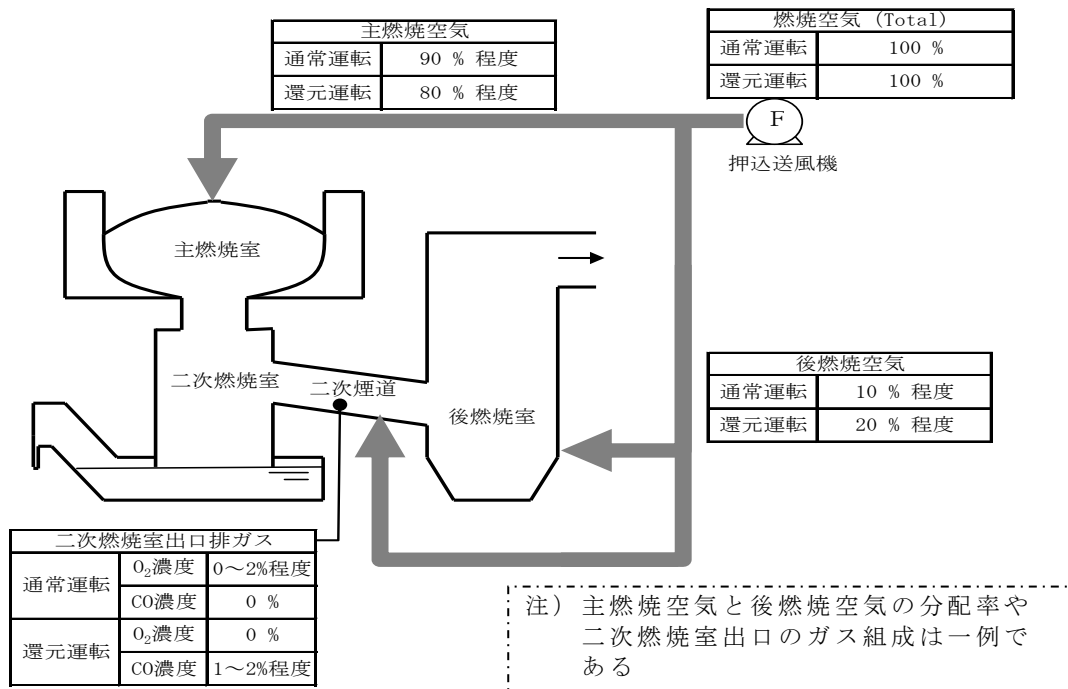 主燃焼空気
通常運転 90 % 程度
還元運転 80 % 程度
燃焼空気 (Total)
通常運転 100 %
還元運転 100 %
F
押込送風機
主燃焼室
二次燃焼室
二次煙道
後燃焼室
後燃焼空気
通常運転 10 % 程度
還元運転 20 % 程度
二次燃焼室出口排ガス
通常運転 O₂濃度 0～2%程度
CO濃度 0 %
還元運転 O₂濃度 0 %
CO濃度 1～2%程度
注) 主燃焼空気と後燃焼空気の分配率や
二次燃焼室出口のガス組成は一例で
ある